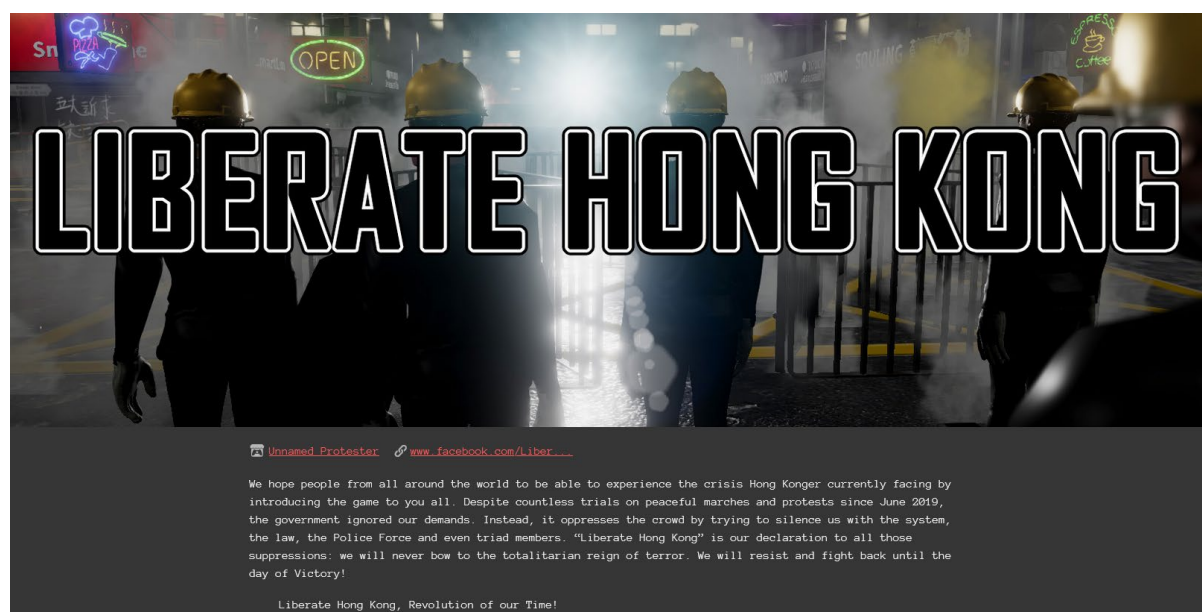 Sn
PIZZA
OPEN
ESPRESSO
Coffee
LIBERATE HONG KONG
Unnamed Protester
www.facebook.com/Liber...
We hope people from all around the world to be able to experience the crisis Hong Konger currently facing by
introducing the game to you all. Despite countless trials on peaceful marches and protests since June 2019,
the government ignored our demands. Instead, it oppresses the crowd by trying to silence us with the system,
the law, the Police Force and even triad members. “Liberate Hong Kong” is our declaration to all those
suppressions: we will never bow to the totalitarian reign of terror. We will resist and fight back until the
day of Victory!
Liberate Hong Kong, Revolution of our Time!